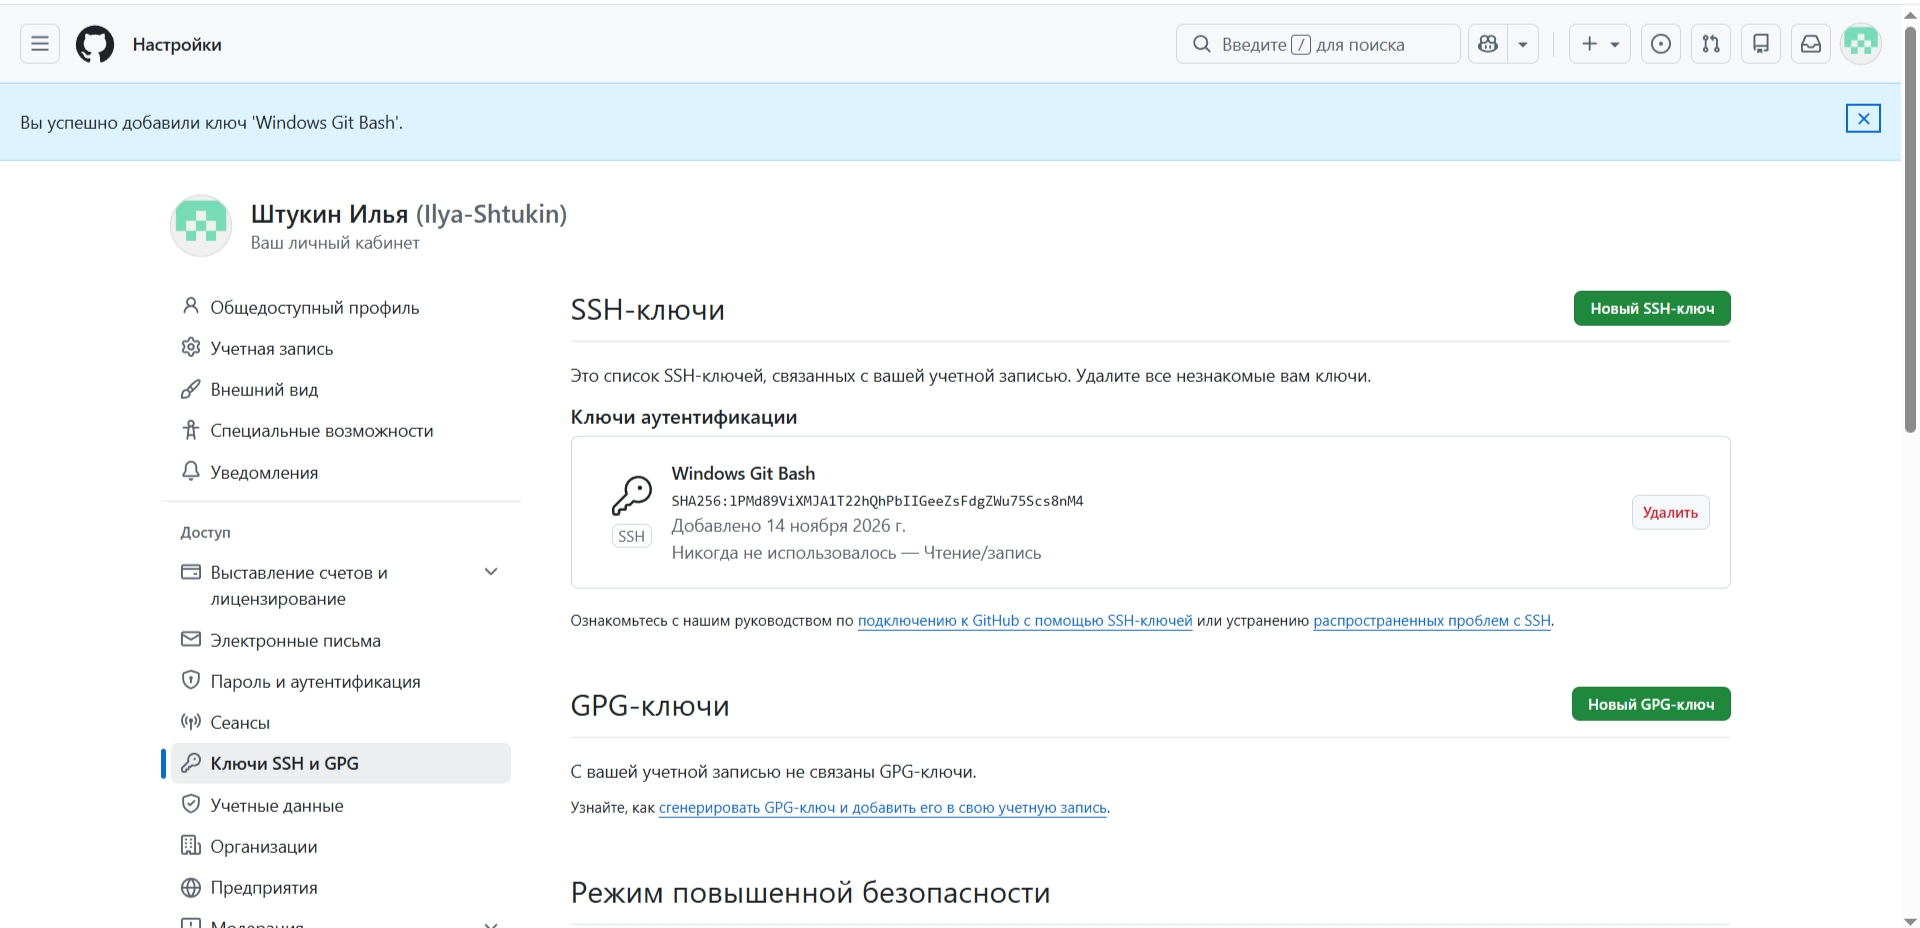 Настройки
Введите / для поиска
Вы успешно добавили ключ 'Windows Git Bash'.
Штукин Илья (Ilya-Shtukin)
Ваш личный кабинет
Общедоступный профиль
Учетная запись
Внешний вид
Специальные возможности
Уведомления
Доступ
Выставление счетов и
лицензирование
Электронные письма
Пароль и аутентификация
Сеансы
Ключи SSH и GPG
Учетные данные
Организации
Предприятия
Модерация
SSH-ключи
Новый SSH-ключ
Это список SSH-ключей, связанных с вашей учетной записью. Удалите все незнакомые вам ключи.
Ключи аутентификации
Windows Git Bash
SHA256:1PMd89ViXMJA1T22hQhPbIIGeeZsFdgZWu75Scs8nM4
Добавлено 14 ноября 2026 г.
Никогда не использовалось — Чтение/запись
SSH
Удалить
Ознакомьтесь с нашим руководством по подключению к GitHub с помощью SSH-ключей или устранению распространенных проблем с SSH.
GPG-ключи
Новый GPG-ключ
С вашей учетной записью не связаны GPG-ключи.
Узнайте, как сгенерировать GPG-ключ и добавить его в свою учетную запись.
Режим повышенной безопасности